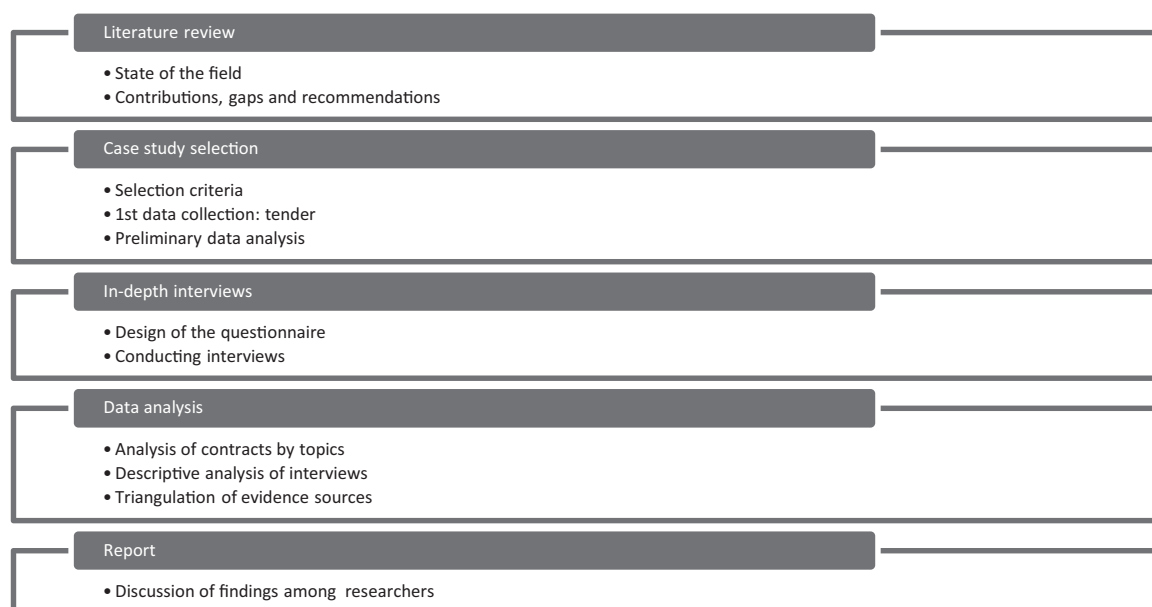 Literature review
• State of the field
• Contributions, gaps and recommendations
Case study selection
• Selection criteria
• 1st data collection: tender
• Preliminary data analysis
In-depth interviews
• Design of the questionnaire
• Conducting interviews
Data analysis
• Analysis of contracts by topics
• Descriptive analysis of interviews
• Triangulation of evidence sources
Report
• Discussion of findings among researchers